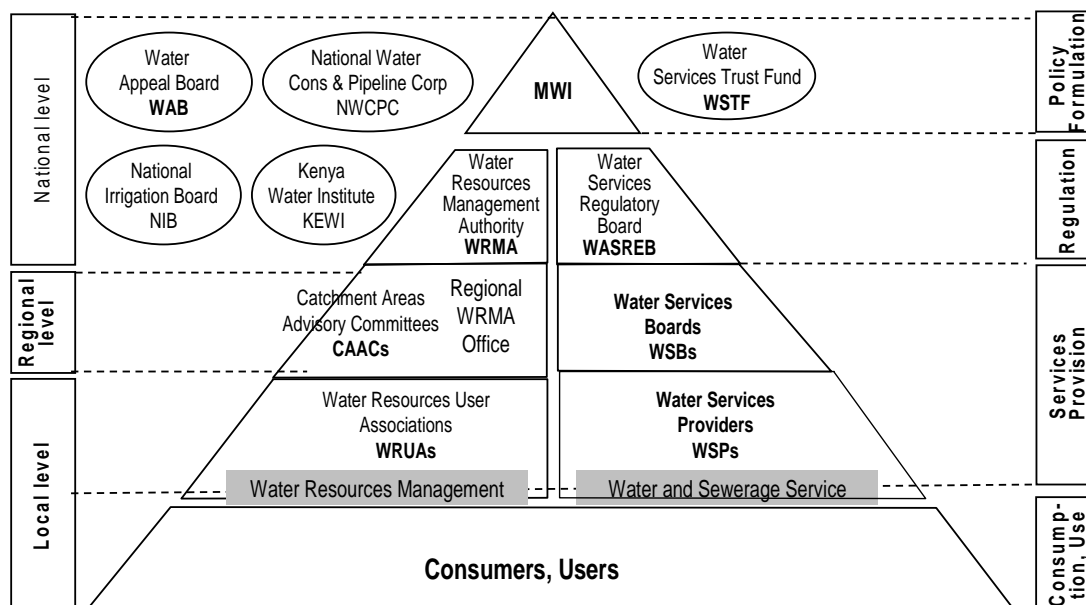 National level
Regional
level
Local level
Water
Appeal Board
WAB
National Water
Cons & Pipeline Corp
NWCPC
MWI
Water
Services Trust Fund
WSTF
National
Irrigation Board
NIB
Kenya
Water Institute
KEWI
Water
Resources
Management
Authority
WRMA
Water
Services
Regulatory
Board
WASREB
Catchment Areas
Advisory Committees
CAACs
Regional
WRMA
Office
Water Services
Boards
WSBs
Water Resources User
Associations
WRUAs
Water Services
Providers
WSPs
Water Resources Management
Water and Sewerage Service
Consumers, Users
Policy
Formulation
Regulation
Services
Provision
Consump-
tion, Use